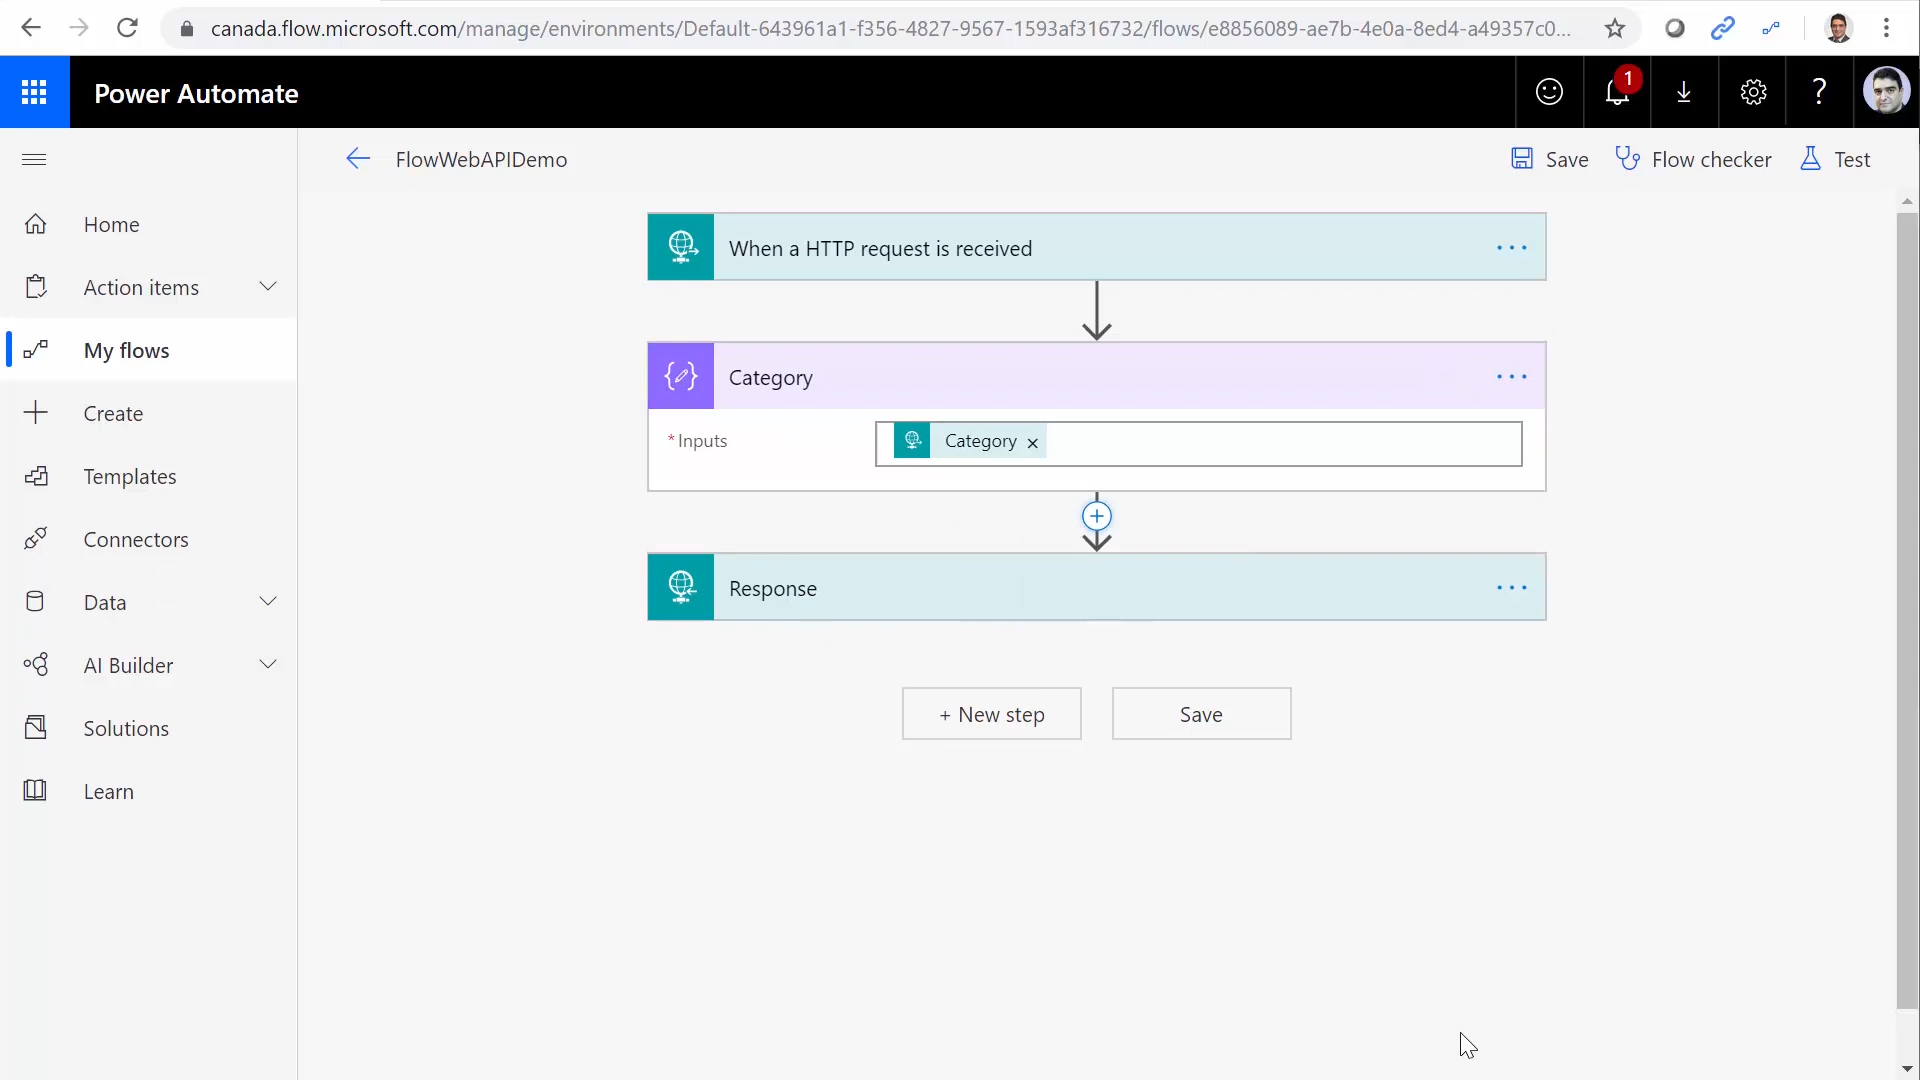 canada.flow.microsoft.com/manage/environments/Default-643961a1-f356-4827-9567-1593af316732/flows/e8856089-ae7b-4e0a-8ed4-a49357c0...
Power Automate
1
?
FlowWebAPIDemo
Save
Flow checker
Test
Home
Action items
My flows
Create
Templates
Connectors
Data
AI Builder
Solutions
Learn
When a HTTP request is received
...
Category
...
*Inputs
Category ×
Response
...
+ New step
Save